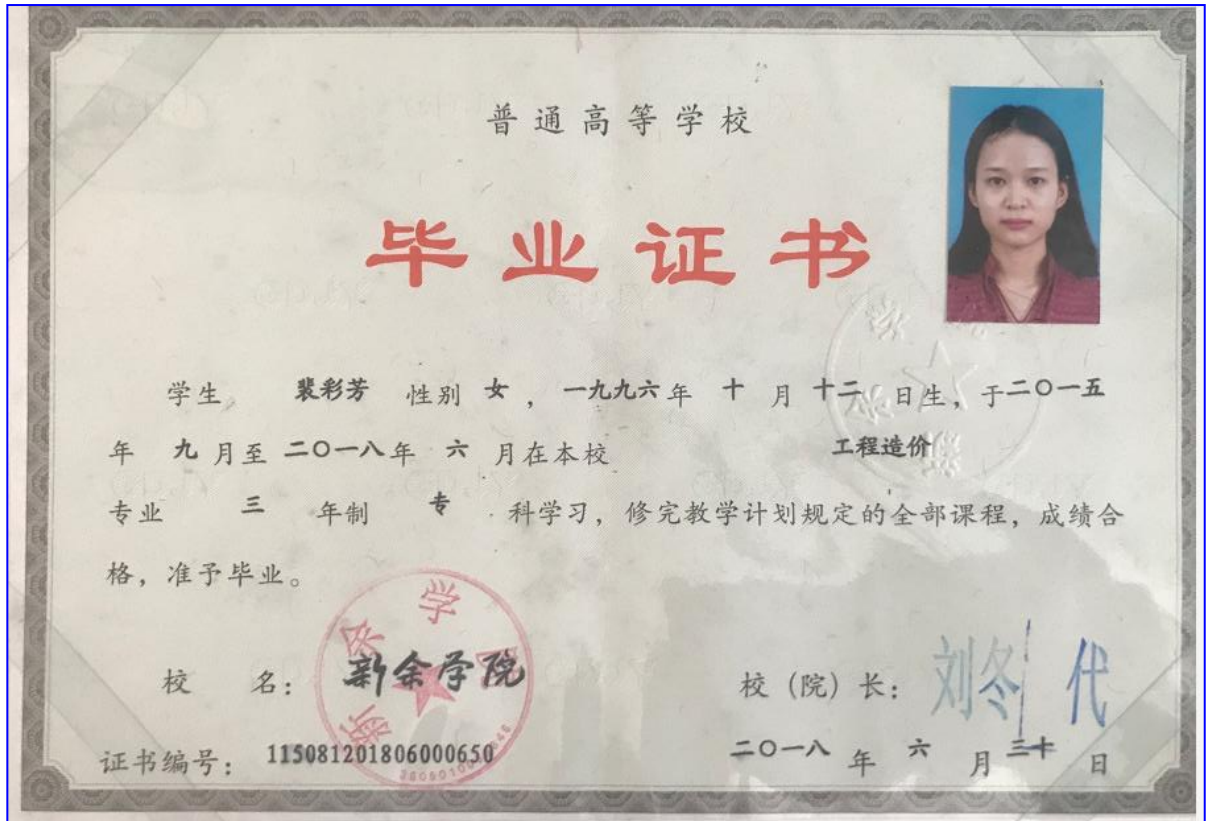 普通高等学校
毕业证书
学生 裴彩芳 性别 女,一九九六年 十 月 十二 日生,于二〇一五
年 九 月至 二〇一八年 六 月在本校 工程造价
专业 三 年制 专 科学习,修完教学计划规定的全部课程,成绩合
格,准予毕业。
新余学院
校 名: 新余学院
校(院)长: 刘冬 代
证书编号: 115081201806000650
二〇一八 年 六 月 三十 日